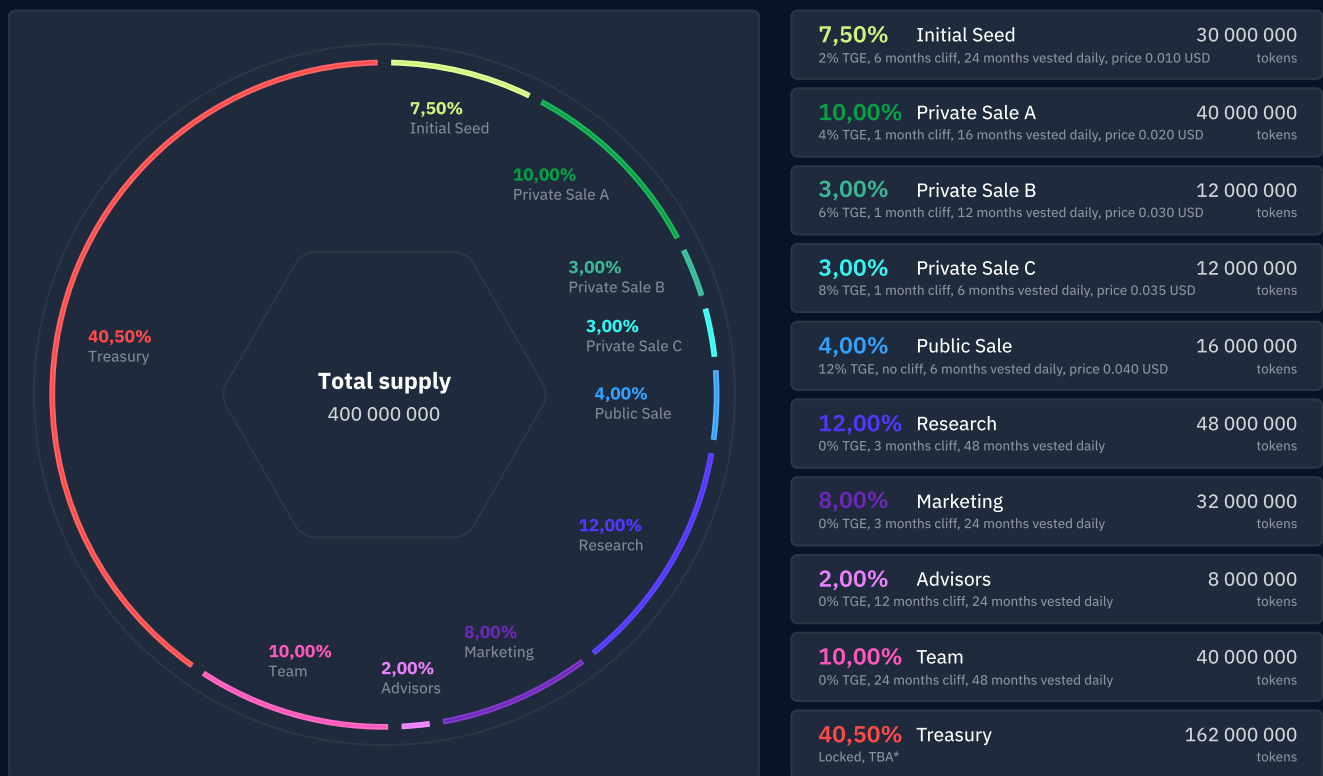 7,50%
Initial Seed
10,00%
Private Sale A
3,00%
Private Sale B
3,00%
Private Sale C
4,00%
Public Sale
12,00%
Research
8,00%
Marketing
2,00%
Advisors
10,00%
Team
40,50%
Treasury
Total supply
400 000 000
7,50% Initial Seed 30 000 000
2% TGE, 6 months cliff, 24 months vested daily, price 0.010 USD tokens
10,00% Private Sale A 40 000 000
4% TGE, 1 month cliff, 16 months vested daily, price 0.020 USD tokens
3,00% Private Sale B 12 000 000
6% TGE, 1 month cliff, 12 months vested daily, price 0.030 USD tokens
3,00% Private Sale C 12 000 000
8% TGE, 1 month cliff, 6 months vested daily, price 0.035 USD tokens
4,00% Public Sale 16 000 000
12% TGE, no cliff, 6 months vested daily, price 0.040 USD tokens
12,00% Research 48 000 000
0% TGE, 3 months cliff, 48 months vested daily tokens
8,00% Marketing 32 000 000
0% TGE, 3 months cliff, 24 months vested daily tokens
2,00% Advisors 8 000 000
0% TGE, 12 months cliff, 24 months vested daily tokens
10,00% Team 40 000 000
0% TGE, 24 months cliff, 48 months vested daily tokens
40,50% Treasury 162 000 000
Locked, TBA* tokens